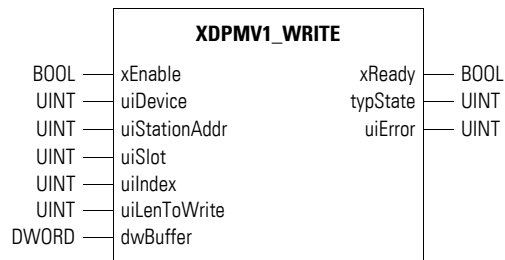 XDPMV1_WRITE
BOOL xEnable xReady BOOL
UINT uiDevice typState UINT
UINT uiStationAddr uiError UINT
UINT uiSlot
UINT uiIndex
UINT uiLenToWrite
DWORD dwBuffer